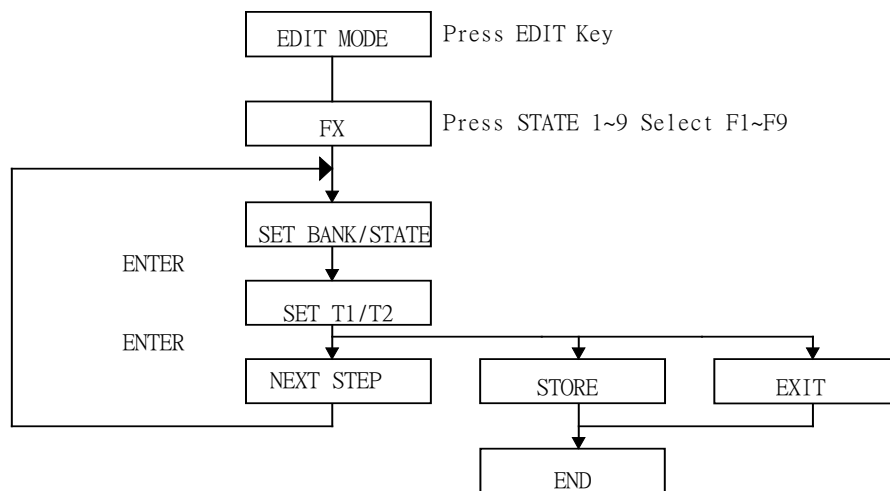 EDIT MODE Press EDIT Key
FX Press STATE 1~9 Select F1~F9
SET BANK/STATE
ENTER
SET T1/T2
ENTER
NEXT STEP STORE EXIT
END